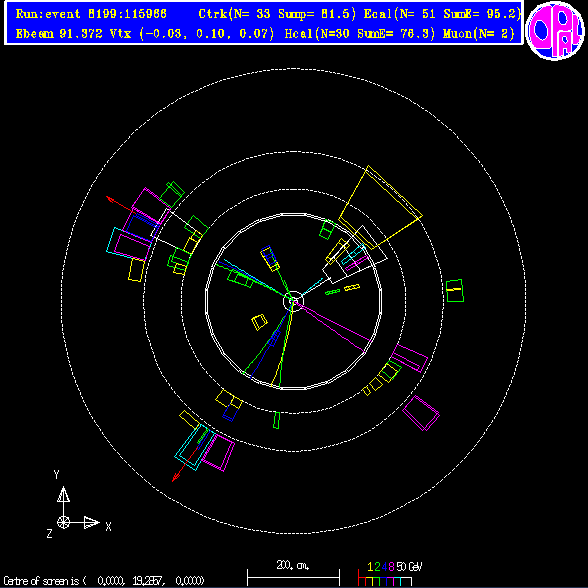 Run:event 8199:115966 Ctrk(N= 33 Sump= 81.5) Ecal(N= 51 SumE= 95.2)
Ebeam 91.372 Vtx (-0.03, 0.10, 0.07) Hcal(N=30 SumE= 76.3) Muon(N= 2)
OPAL
Y
X
Z
200. cm.
1 2 4 8 50 GeV
Centre of screen is ( 0.0000, 19.2857, 0.0000)